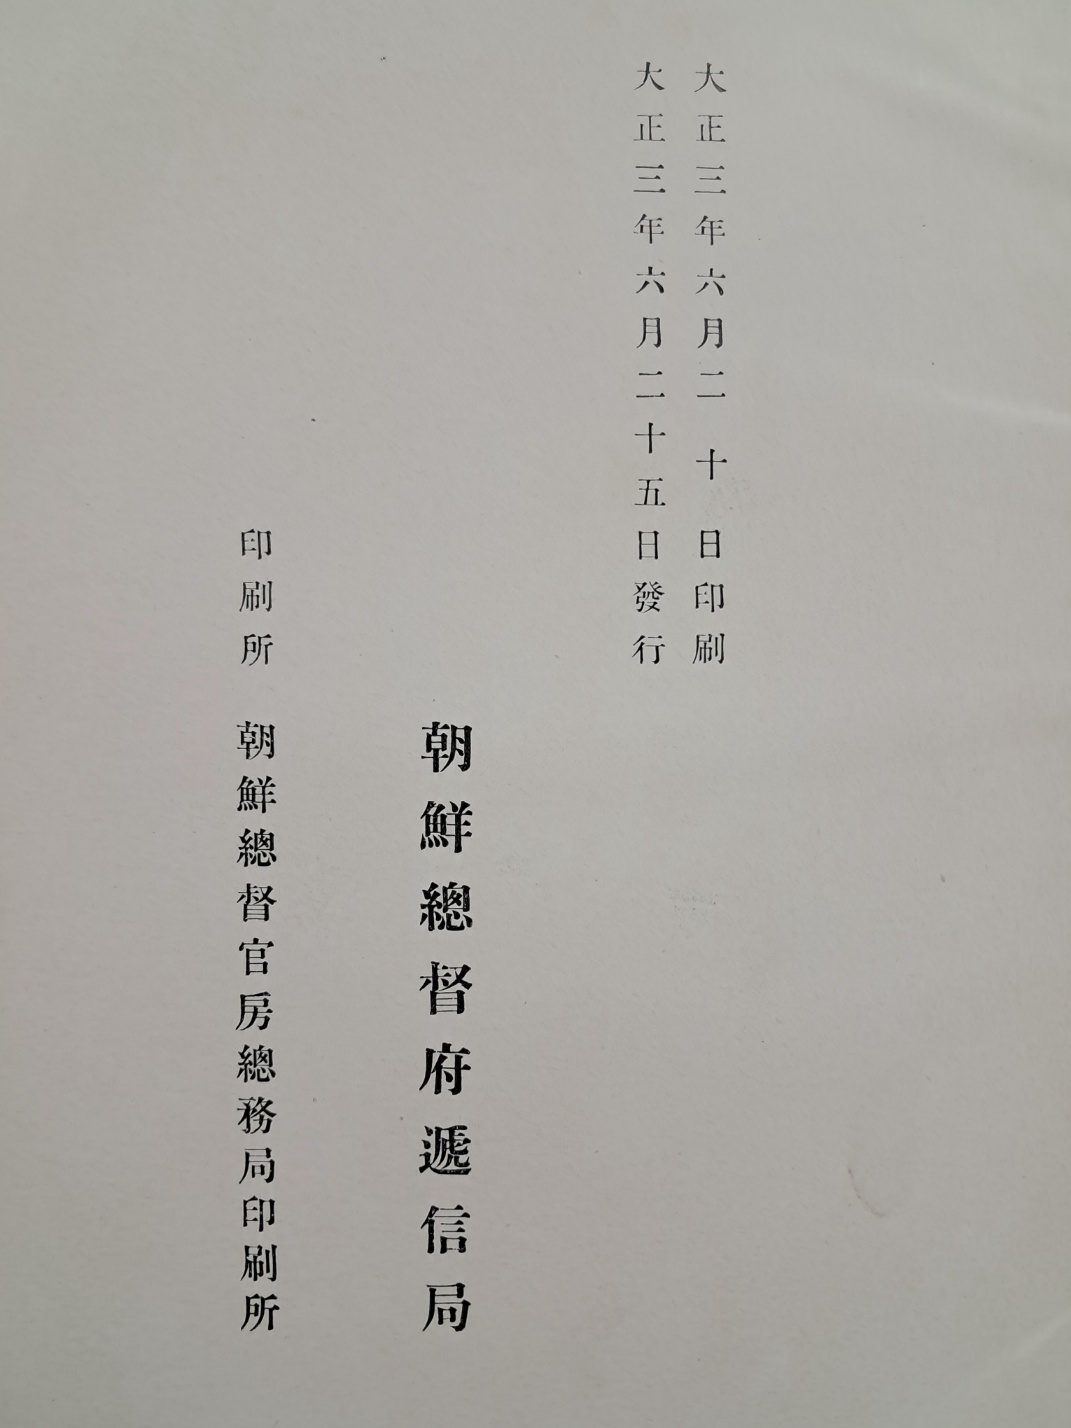 大正三年六月二十日印刷
大正三年六月二十五日發行
朝鮮總督府遞信局
印刷所 朝鮮總督官房總務局印刷所